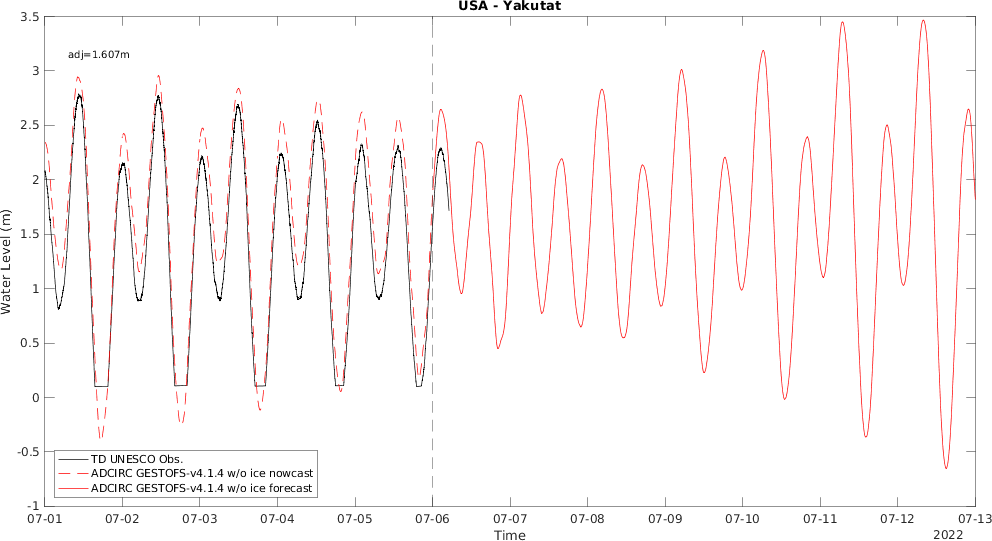 USA - Yakutat
adj=1.607m
3.5
3
2.5
2
1.5
1
0.5
0
-0.5
-1
Water Level (m)
TD UNESCO Obs.
ADCIRC GESTOFS-v4.1.4 w/o ice nowcast
ADCIRC GESTOFS-v4.1.4 w/o ice forecast
07-01 07-02 07-03 07-04 07-05 07-06 07-07 07-08 07-09 07-10 07-11 07-12 07-13
Time
2022